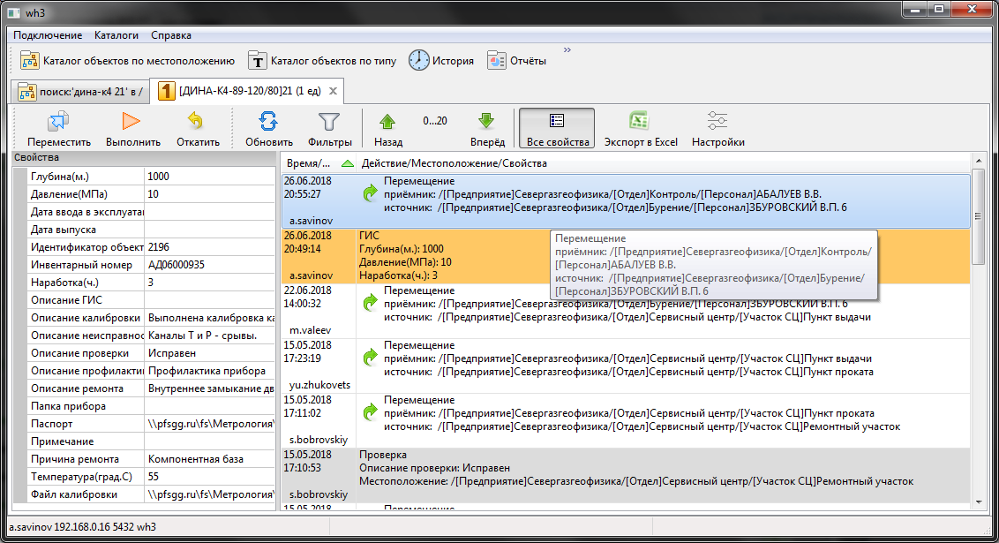 wh3
Подключение Каталоги Справка
Каталог объектов по местоположению Каталог объектов по типу История Отчёты »
поиск:'дина-к4 21' в / [ДИНА-К4-89-120/80]21 (1 ед)
Переместить Выполнить Откатить Обновить Фильтры Назад 0...20 Вперёд Все свойства Экспорт в Excel Настройки
Свойства
Глубина(м.) 1000
Давление(МПа) 10
Дата ввода в эксплуата
Дата выпуска
Идентификатор объект 2196
Инвентарный номер АД06000935
Наработка(ч.) 3
Описание ГИС
Описание калибровки Выполнена калибровка ка
Описание неисправнос Каналы Т и Р - срывы.
Описание проверки Исправен
Описание профилакти Профилактика прибора
Описание ремонта Внутреннее замыкание дв
Папка прибора
Паспорт \\pfsgg.ru\fs\Метрология\
Примечание
Причина ремонта Компонентная база
Температура(град.С) 55
Файл калибровки \\pfsgg.ru\fs\Метрология\
Время/... Действие/Местоположение/Свойства
26.06.2018 Перемещение
20:55:27 приёмник: /[Предприятие]Севергазгеофизика/[Отдел]Контроль/[Персонал]АБАЛУЕВ В.В.
источник: /[Предприятие]Севергазгеофизика/[Отдел]Бурение/[Персонал]ЗБУРОВСКИЙ В.П. 6
a.savinov
26.06.2018 ГИС
20:49:14 Глубина(м.): 1000
Давление(МПа): 10
a.savinov Наработка(ч.): 3
Перемещение
приёмник: /[Предприятие]Севергазгеофизика/[Отдел]Контроль/
[Персонал]АБАЛУЕВ В.В.
источник: /[Предприятие]Севергазгеофизика/[Отдел]Бурение/
[Персонал]ЗБУРОВСКИЙ В.П. 6
22.06.2018 Перемещение
14:00:32 приёмник: /[Предприятие]Севергазгеофизика/[Отдел]Бурение/[Персонал]ЗБУРОВСКИЙ В.П. 6
источник: /[Предприятие]Севергазгеофизика/[Отдел]Сервисный центр/[Участок СЦ]Пункт выдачи
m.valeev
15.05.2018 Перемещение
17:23:19 приёмник: /[Предприятие]Севергазгеофизика/[Отдел]Сервисный центр/[Участок СЦ]Пункт выдачи
источник: /[Предприятие]Севергазгеофизика/[Отдел]Сервисный центр/[Участок СЦ]Пункт проката
yu.zhukovets
15.05.2018 Перемещение
17:11:02 приёмник: /[Предприятие]Севергазгеофизика/[Отдел]Сервисный центр/[Участок СЦ]Пункт проката
источник: /[Предприятие]Севергазгеофизика/[Отдел]Сервисный центр/[Участок СЦ]Ремонтный участок
s.bobrovskiy
15.05.2018 Проверка
17:10:53 Описание проверки: Исправен
Местоположение: /[Предприятие]Севергазгеофизика/[Отдел]Сервисный центр/[Участок СЦ]Ремонтный участок
s.bobrovskiy
15.05.2018 Перемещение
a.savinov 192.168.0.16 5432 wh3